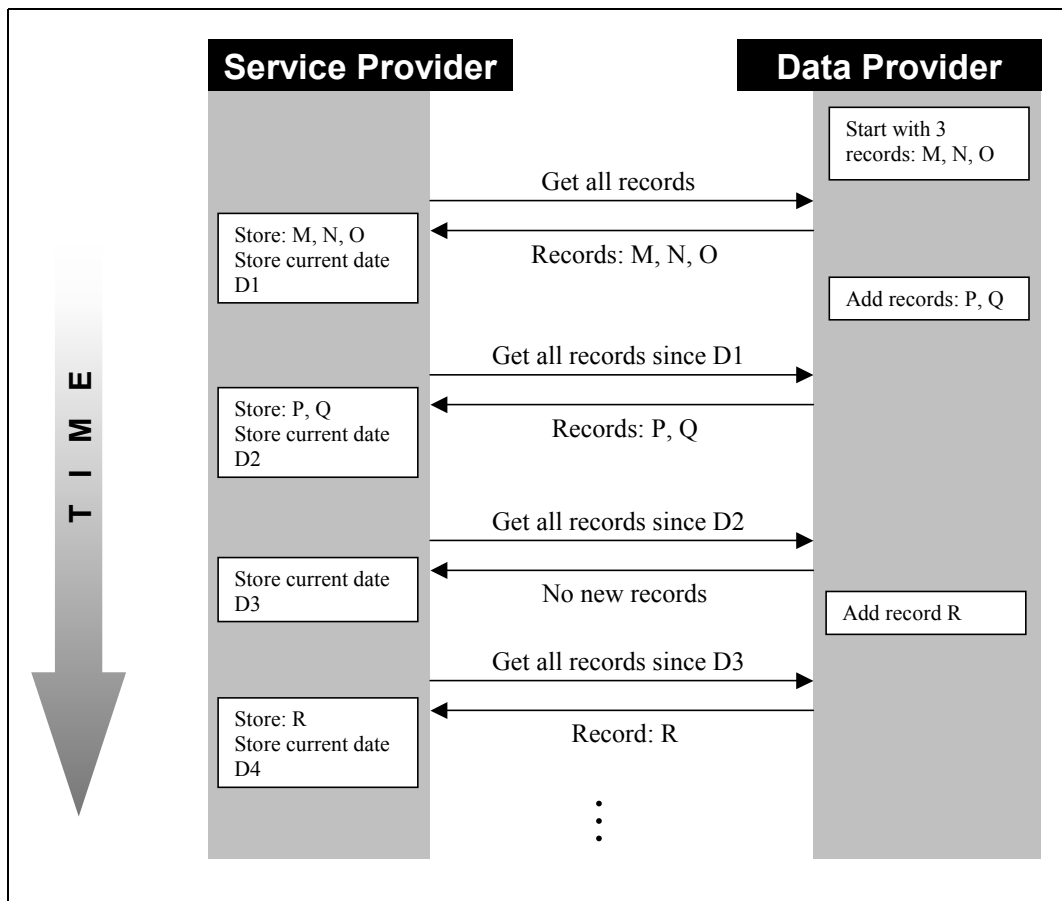 Service Provider
Data Provider
Start with 3
records: M, N, O
Get all records
Store: M, N, O
Store current date
D1
Records: M, N, O
Add records: P, Q
Get all records since D1
Store: P, Q
Store current date
D2
Records: P, Q
Get all records since D2
Store current date
D3
No new records
Add record R
Get all records since D3
Store: R
Store current date
D4
Record: R
TIME